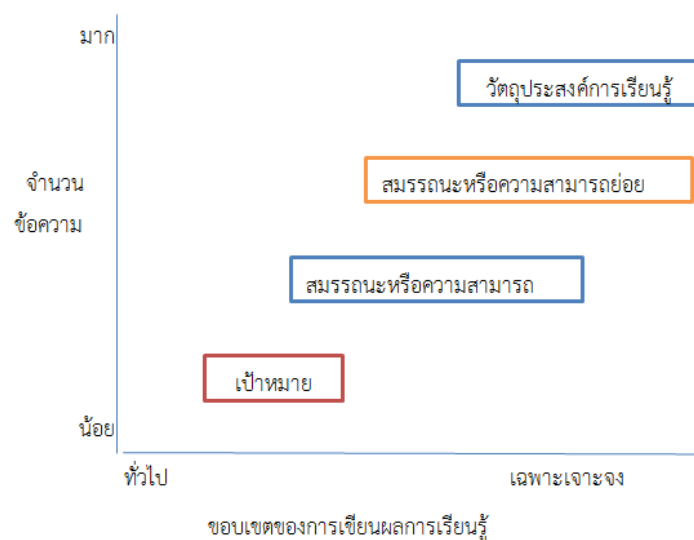 มาก
วัตถุประสงค์การเรียนรู้
จำนวน
ข้อความ
สมรรถนะหรือความสามารถย่อย
สมรรถนะหรือความสามารถ
เป้าหมาย
น้อย
ทั่วไป
เฉพาะเจาะจง
ขอบเขตของการเขียนผลการเรียนรู้